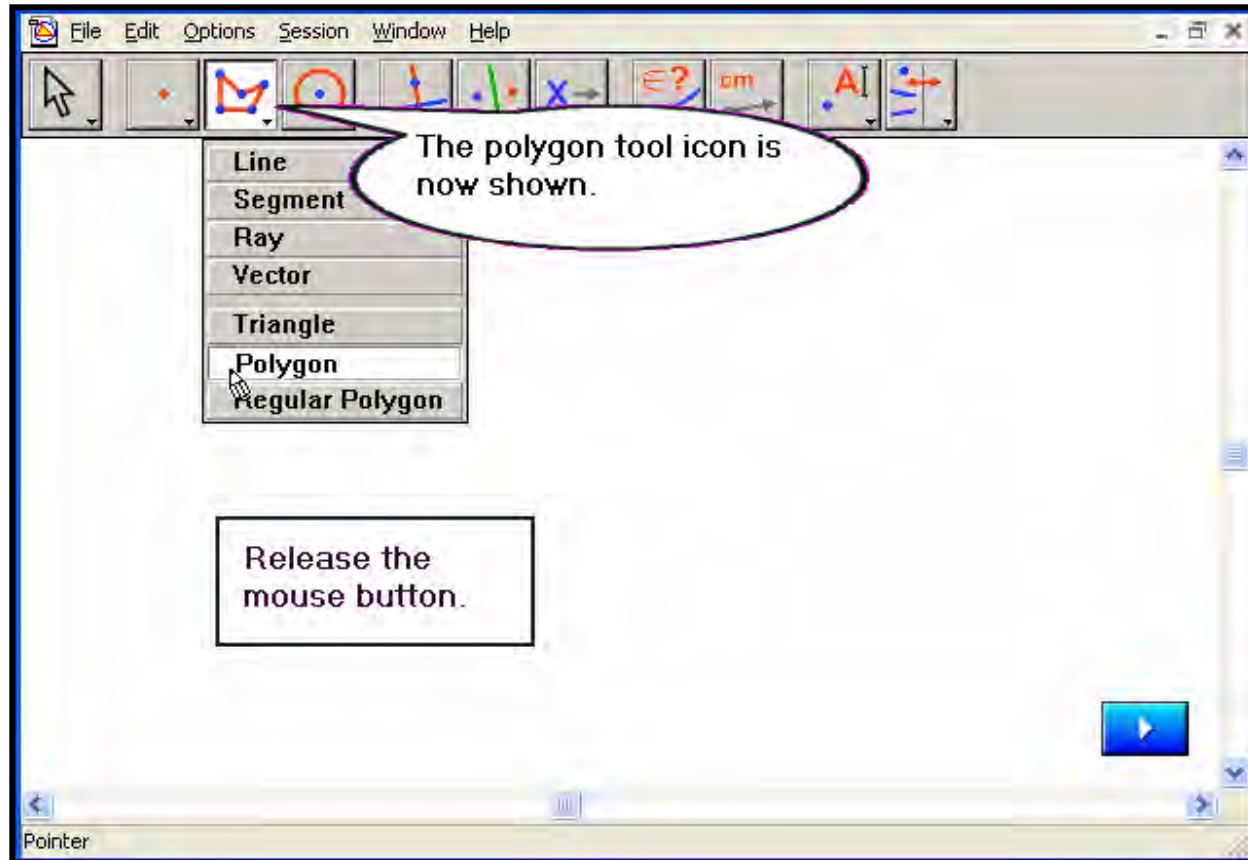 File Edit Options Session Window Help
∈? cm A
X
The polygon tool icon is
now shown.
Line
Segment
Ray
Vector
Triangle
Polygon
Regular Polygon
Release the
mouse button.
Pointer